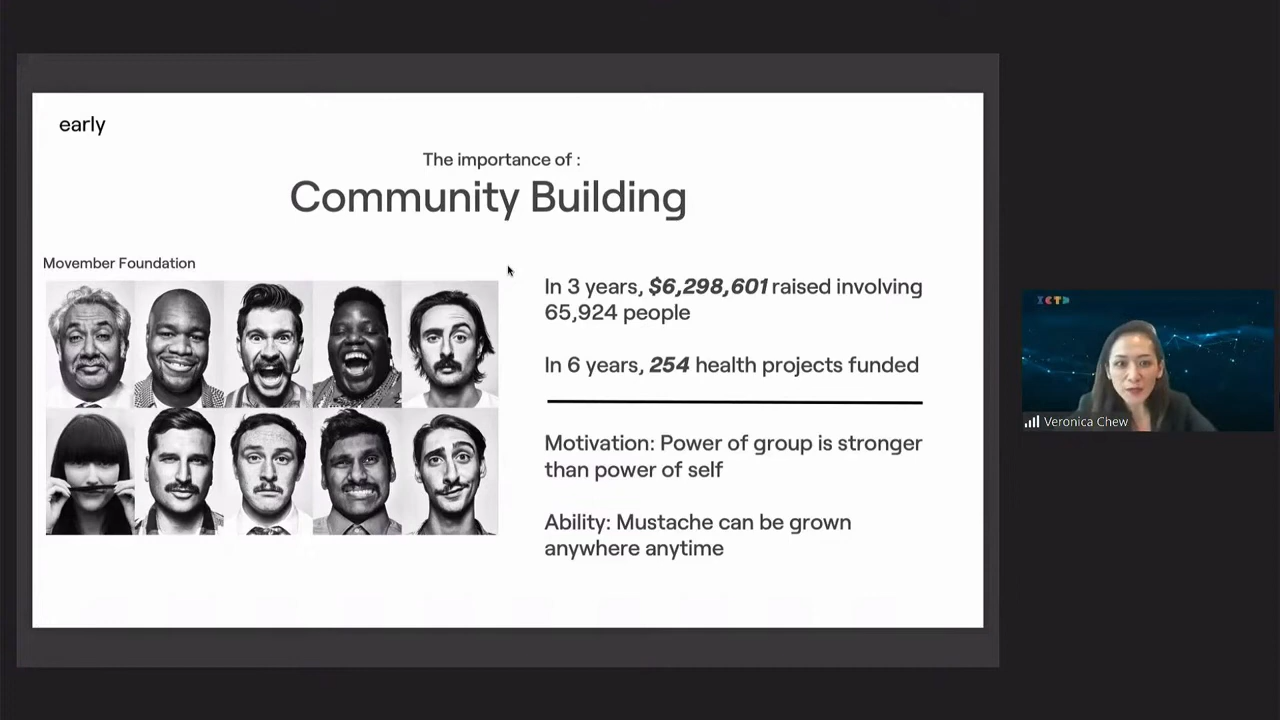 early
The importance of :
Community Building
Movember Foundation
In 3 years, $6,298,601 raised involving
65,924 people
In 6 years, 254 health projects funded
Motivation: Power of group is stronger
than power of self
Ability: Mustache can be grown
anywhere anytime
ICTD
Veronica Chew